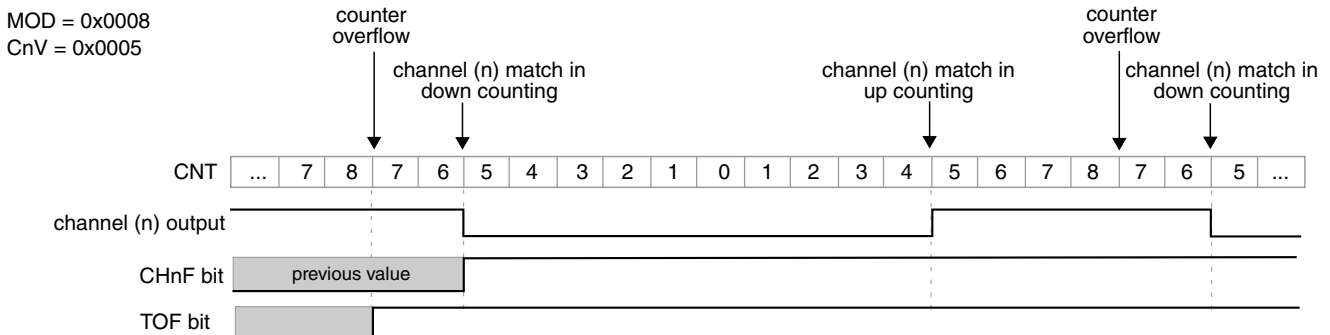 MOD = 0x0008
CnV = 0x0005
counter
overflow
channel (n) match in
down counting
channel (n) match in
up counting
counter
overflow
channel (n) match in
down counting
CNT ... 7 8 7 6 5 4 3 2 1 0 1 2 3 4 5 6 7 8 7 6 5 ...
channel (n) output
CHnF bit previous value
TOF bit